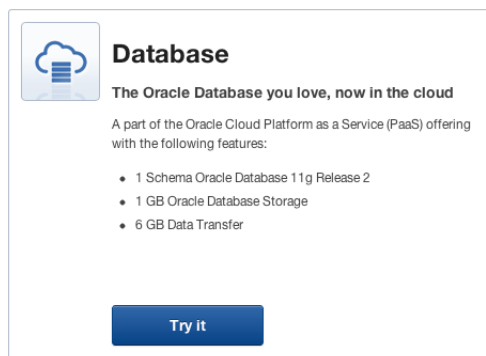 Database
The Oracle Database you love, now in the cloud
A part of the Oracle Cloud Platform as a Service (PaaS) offering
with the following features:
• 1 Schema Oracle Database 11g Release 2
• 1 GB Oracle Database Storage
• 6 GB Data Transfer
Try it